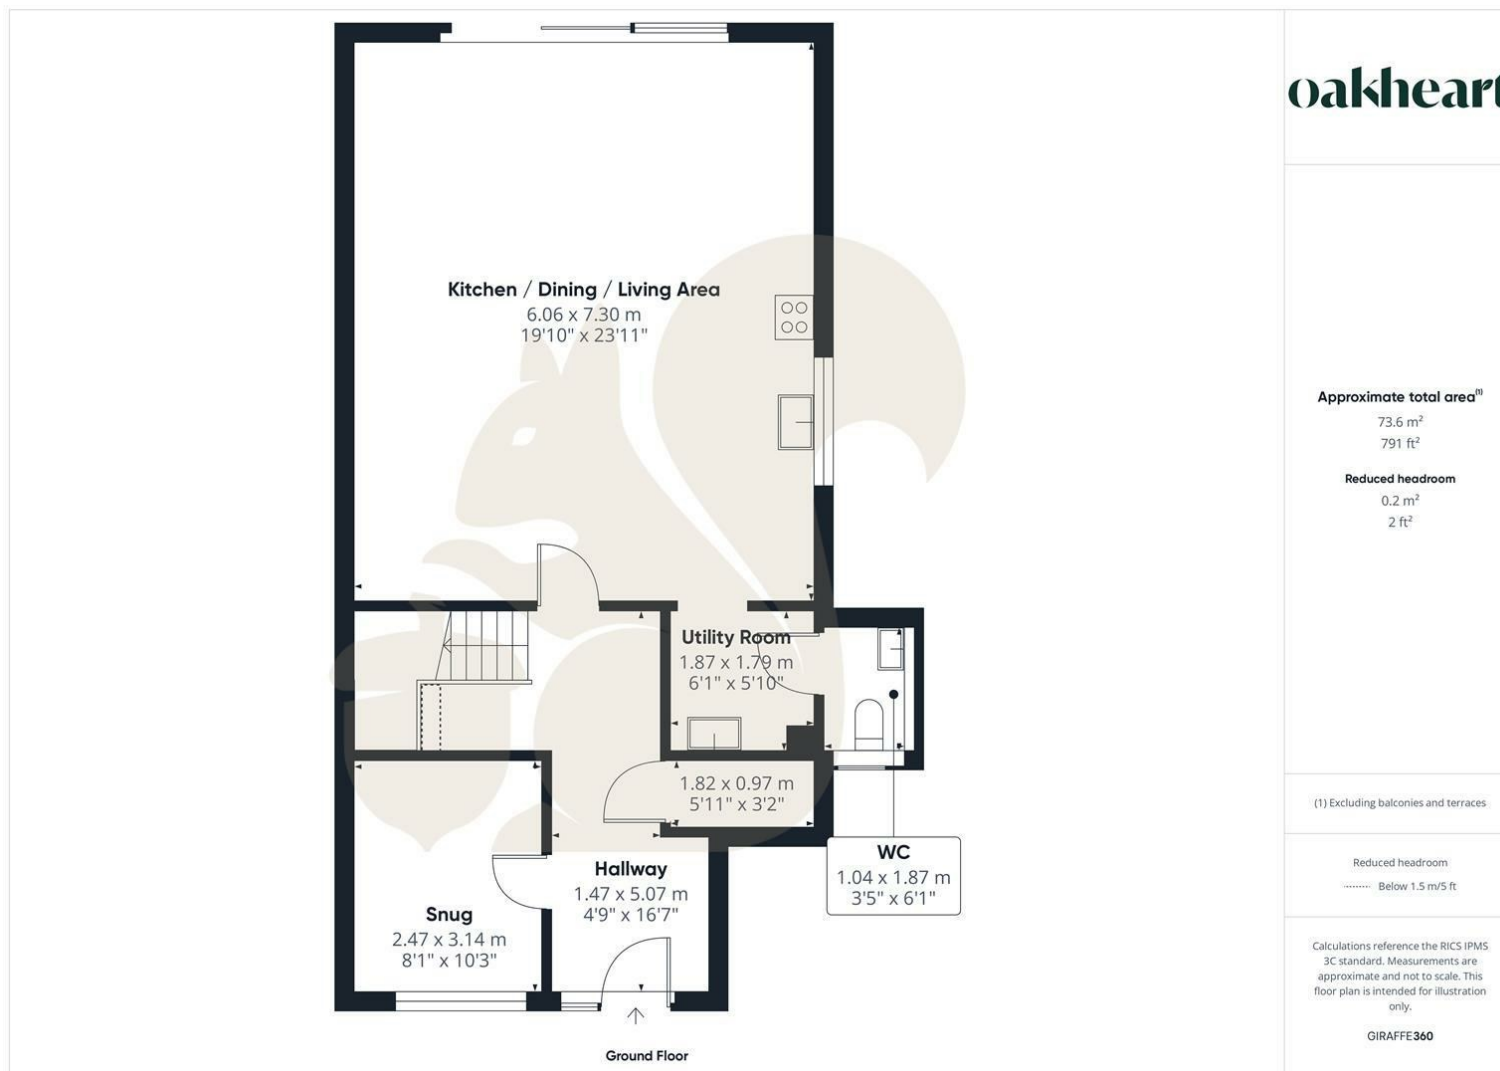 oakheart
Kitchen / Dining / Living Area
6.06 x 7.30 m
19'10" x 23'11"
Utility Room
1.87 x 1.79 m
6'1" x 5'10"
1.82 x 0.97 m
5'11" x 3'2"
WC
1.04 x 1.87 m
3'5" x 6'1"
Hallway
1.47 x 5.07 m
4'9" x 16'7"
Snug
2.47 x 3.14 m
8'1" x 10'3"
Ground Floor
Approximate total area(1)
73.6 m²
791 ft²
Reduced headroom
0.2 m²
2 ft²
(1) Excluding balconies and terraces
Reduced headroom
Below 1.5 m/5 ft
Calculations reference the RICS IPMS
3C standard. Measurements are
approximate and not to scale. This
floor plan is intended for illustration
only.
GIRAFFE360